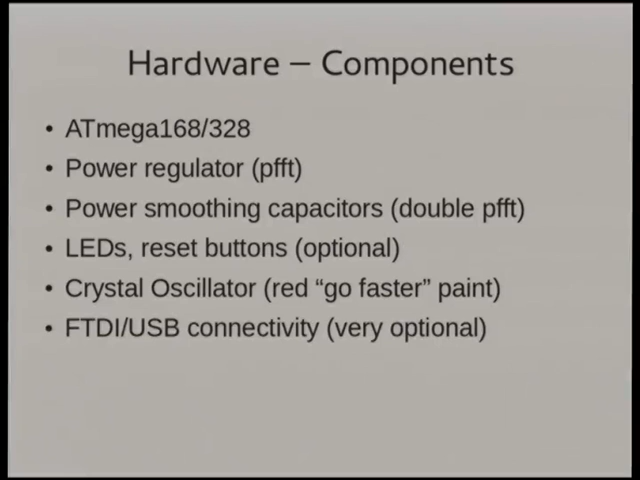 Hardware – Components
• ATmega168/328
• Power regulator (pfft)
• Power smoothing capacitors (double pfft)
• LEDs, reset buttons (optional)
• Crystal Oscillator (red “go faster” paint)
• FTDI/USB connectivity (very optional)